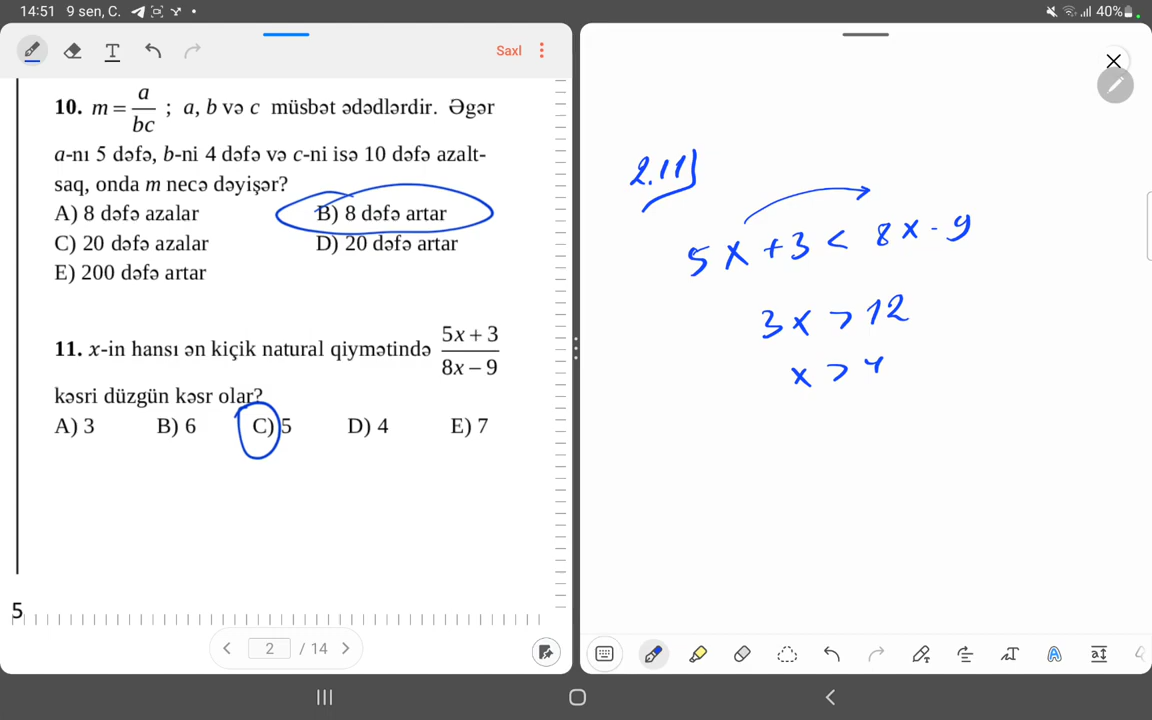 14:51 9 sen, C.
40%
T
Saxl
10. m = a/bc ; a, b və c müsbət ədədlərdir. Əgər
a-nı 5 dəfə, b-ni 4 dəfə və c-ni isə 10 dəfə azalt-
saq, onda m necə dəyişər?
A) 8 dəfə azalar B) 8 dəfə artar
C) 20 dəfə azalar D) 20 dəfə artar
E) 200 dəfə artar
11. x-in hansı ən kiçik natural qiymətində (5x + 3)/(8x – 9)
kəsri düzgün kəsr olar?
A) 3 B) 6 C) 5 D) 4 E) 7
5
2 / 14
2.11)
5x + 3 < 8x - 9
3x > 12
x > 4